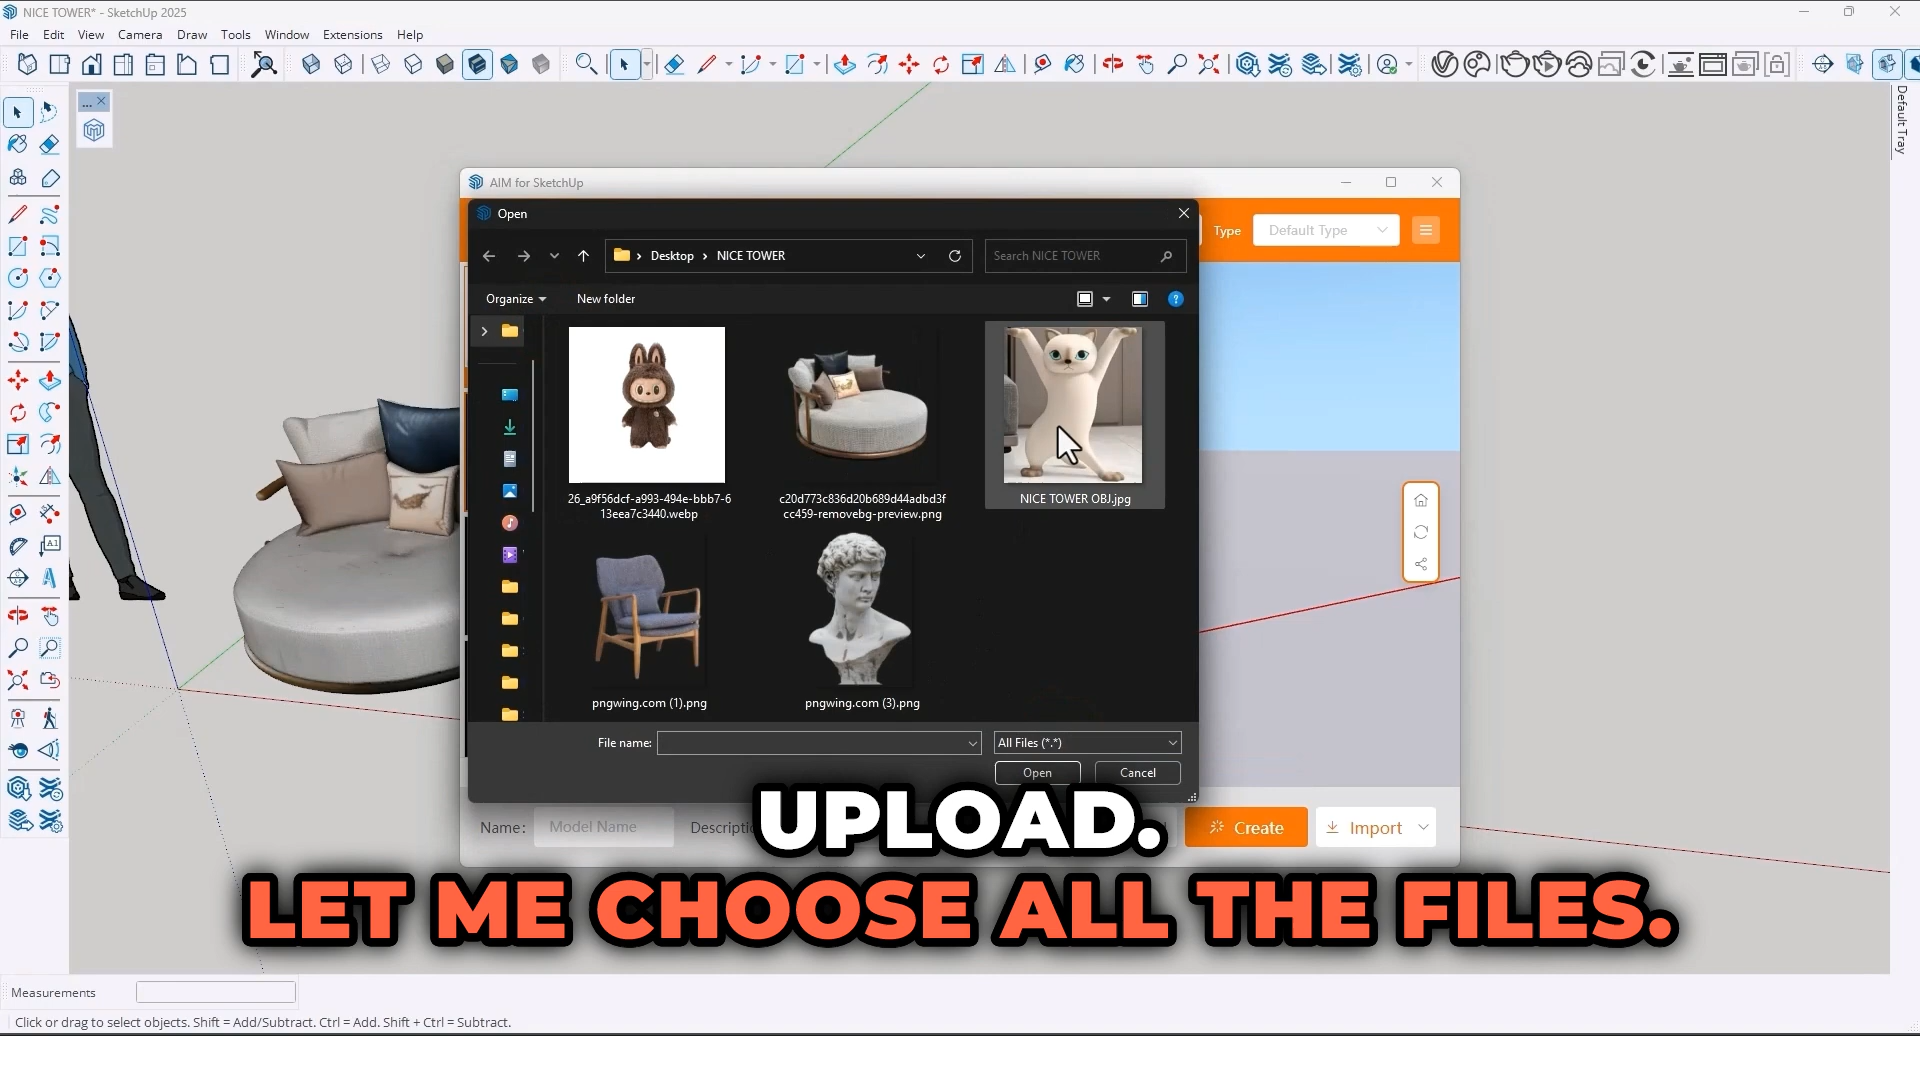 NICE TOWER* - SketchUp 2025
File Edit View Camera Draw Tools Window Extensions Help
...
Default Tray
AIM for SketchUp
Open
Type
Default Type
Desktop
NICE TOWER
Search NICE TOWER
Organize
New folder
26_a9f56dcf-a993-494e-bbb7-6
13eea7c3440.webp
c20d773c836d20b689d44adbd3f
cc459-removebg-preview.png
NICE TOWER OBJ.jpg
pngwing.com (1).png
pngwing.com (3).png
File name:
All Files (*.*)
Open
Cancel
Name:
Model Name
Create
Import
UPLOAD.
LET ME CHOOSE ALL THE FILES.
Measurements
Click or drag to select objects. Shift = Add/Subtract. Ctrl = Add. Shift + Ctrl = Subtract.